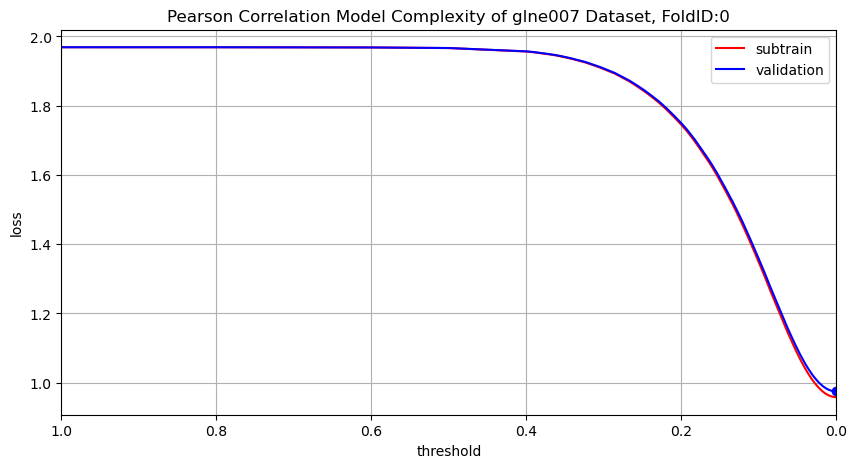 Pearson Correlation Model Complexity of glne007 Dataset, FoldID:0
subtrain
validation
loss
2.0
1.8
1.6
1.4
1.2
1.0
1.0
0.8
0.6
0.4
0.2
0.0
threshold